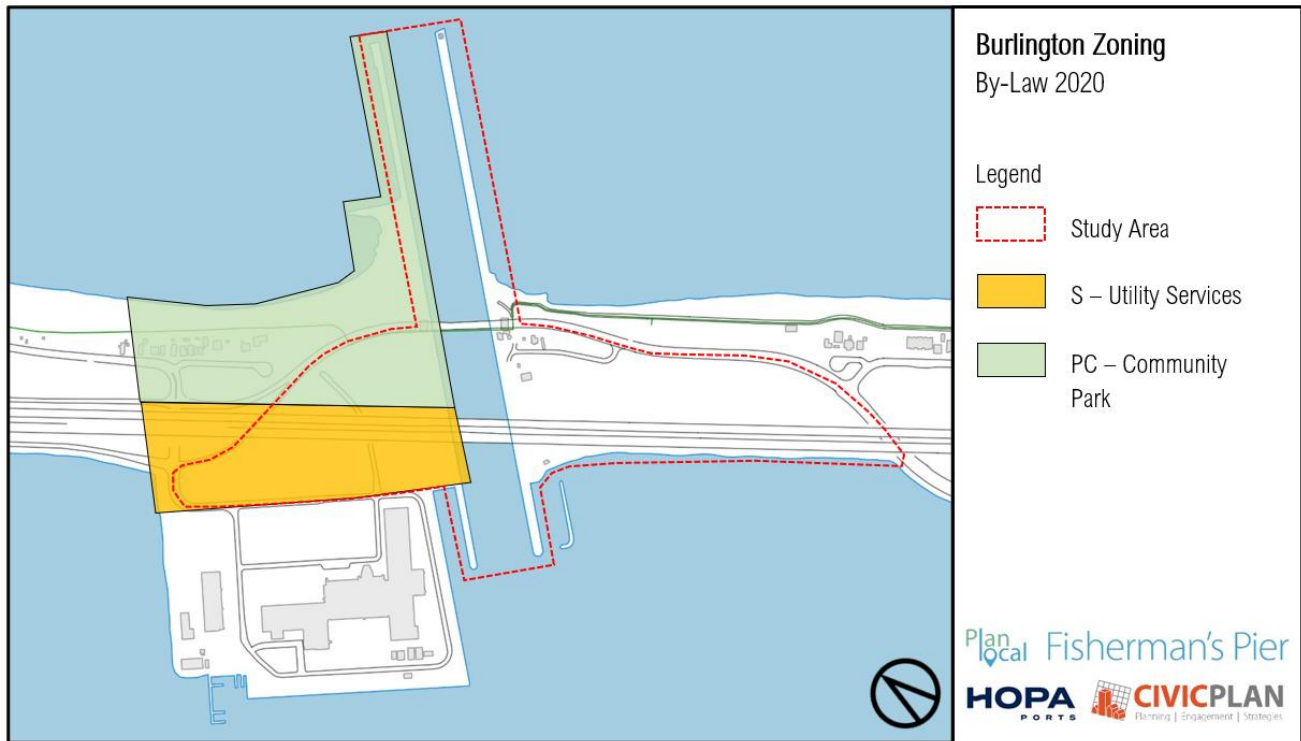 Burlington Zoning
By-Law 2020
Legend
Study Area
S – Utility Services
PC – Community
Park
Plan
local
Fisherman's Pier
HOPA
PORTS
CIVICPLAN
Planning | Engagement | Strategies